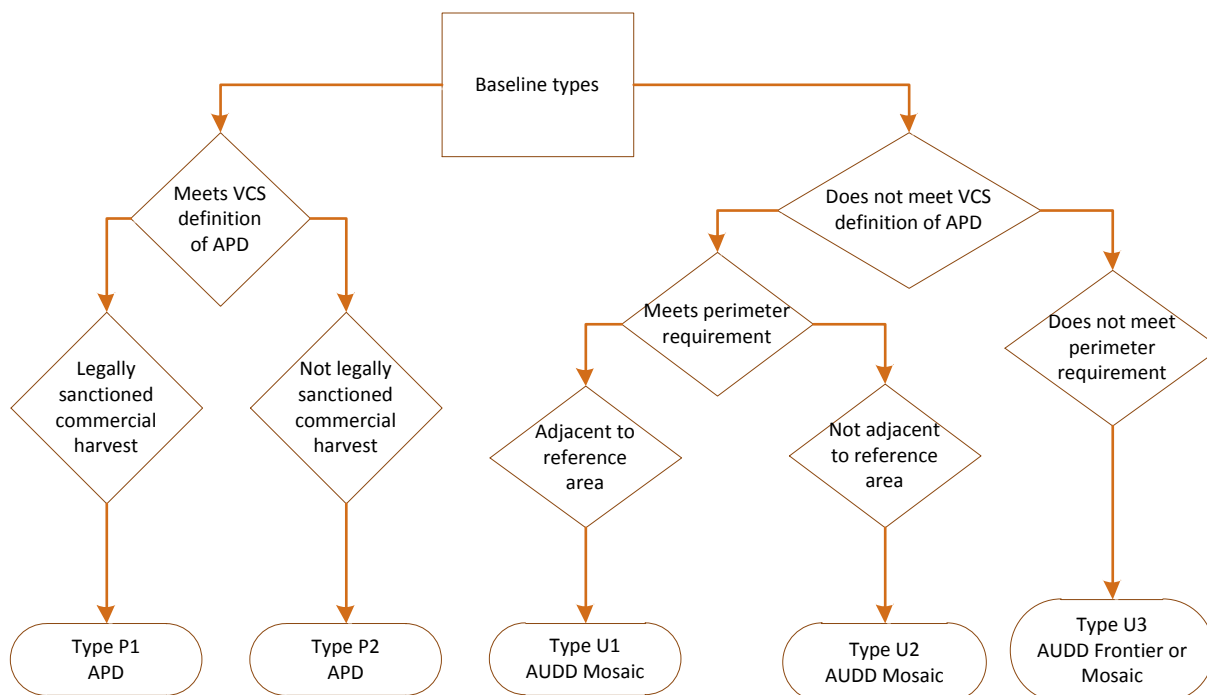 Baseline types
Meets VCS
definition
of APD
Does not meet VCS
definition of APD
Legally
sanctioned
commercial
harvest
Not legally
sanctioned
commercial
harvest
Meets perimeter
requirement
Does not meet
perimeter
requirement
Adjacent to
reference
area
Not adjacent
to reference
area
Type P1
APD
Type P2
APD
Type U1
AUDD Mosaic
Type U2
AUDD Mosaic
Type U3
AUDD Frontier or
Mosaic